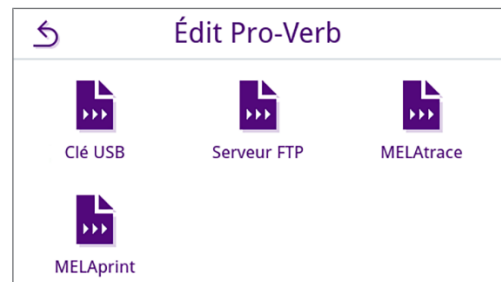 Édit Pro-Verb
Clé USB
Serveur FTP
MELAtrace
MELAprint